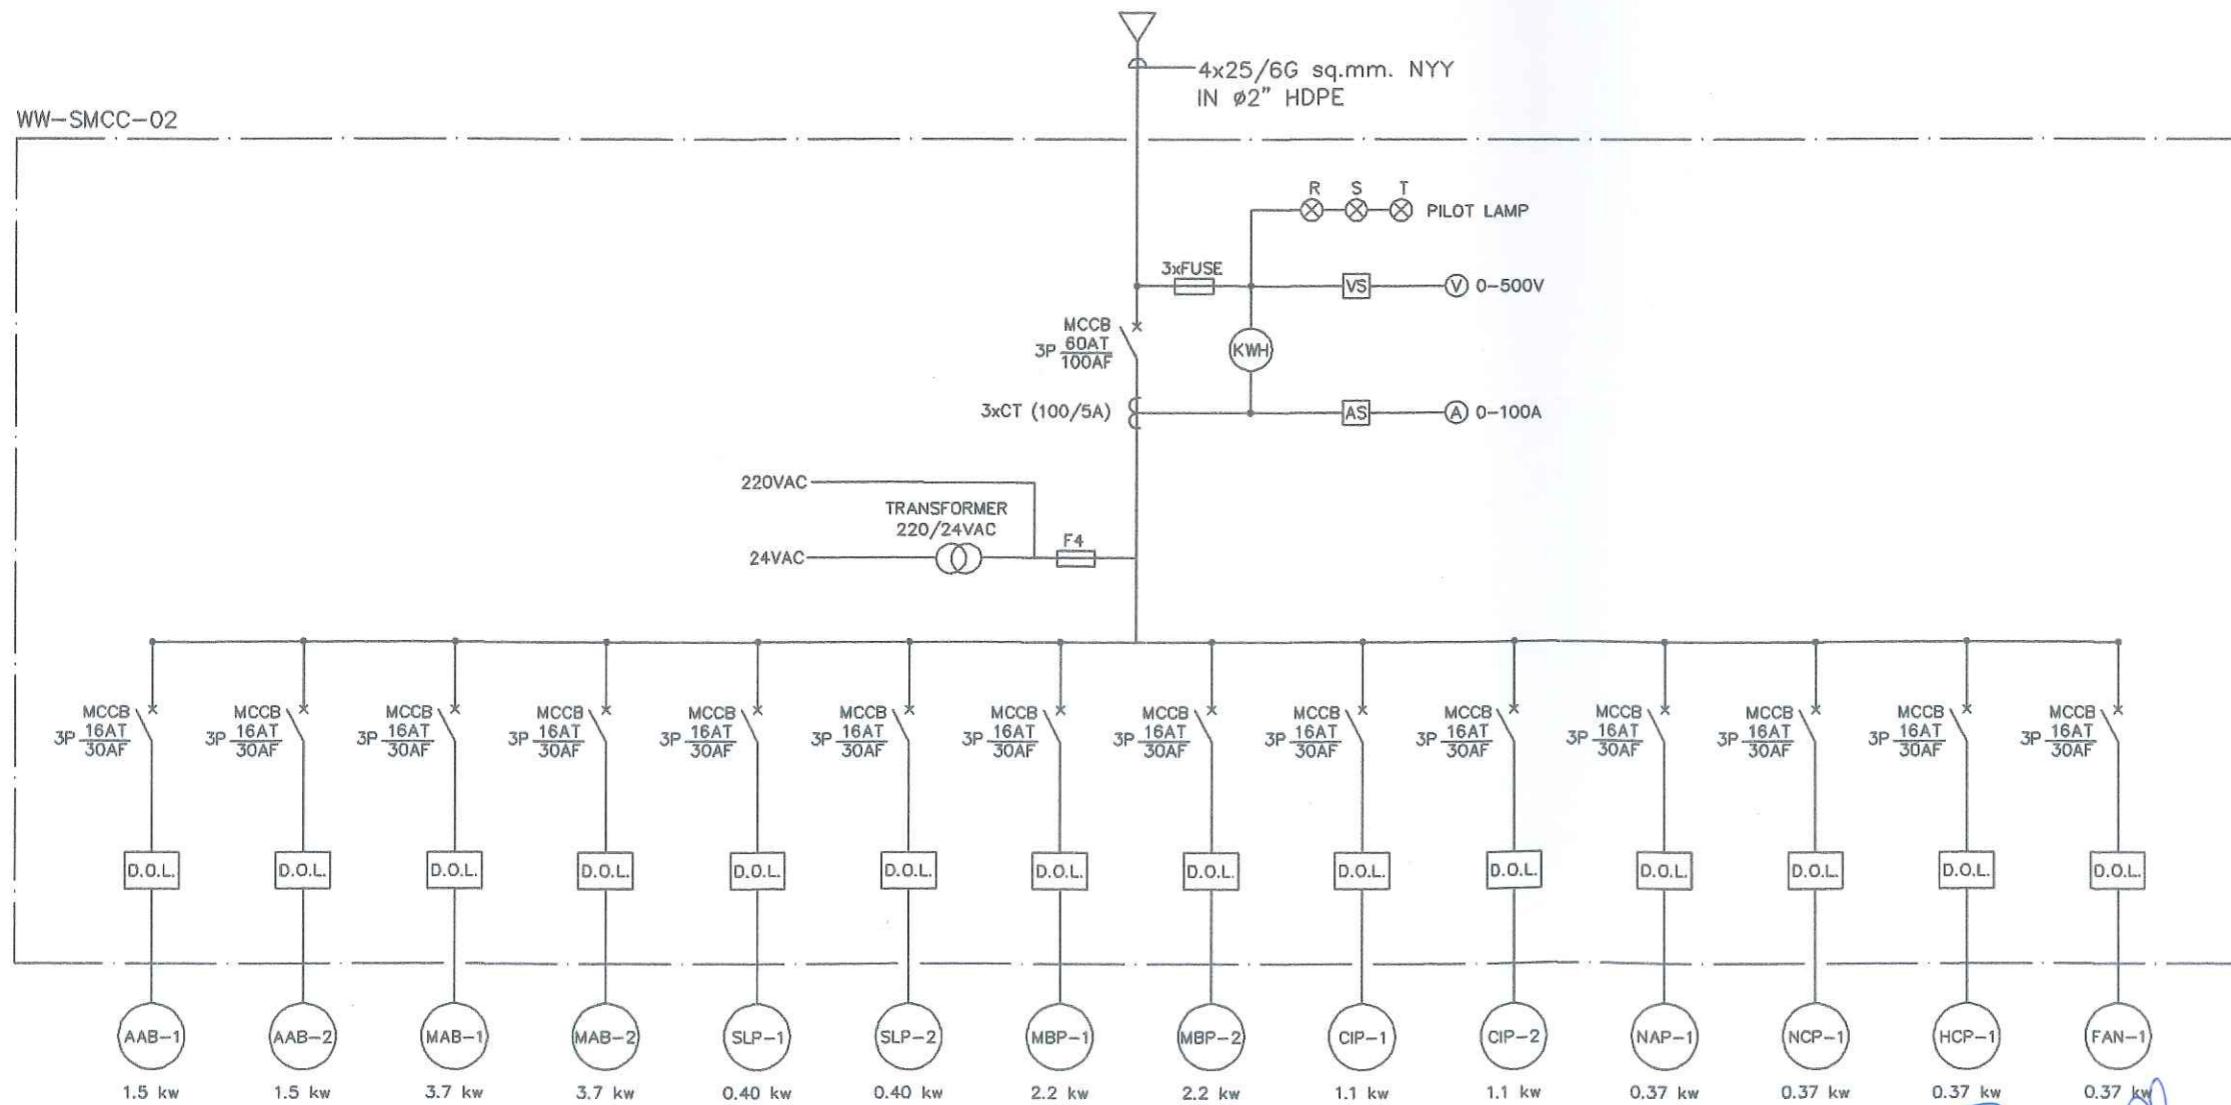 4x25/6G sq.mm. NYY
IN ø2" HDPE
WW-SMCC-02
R S T
PILOT LAMP
3xFUSE
VS
V 0-500V
MCCB
3P 60AT
100AF
KWH
3xCT (100/5A)
AS
A 0-100A
220VAC
TRANSFORMER
220/24VAC
24VAC
F4
MCCB MCCB MCCB MCCB MCCB MCCB MCCB MCCB MCCB MCCB MCCB MCCB MCCB MCCB
3P 16AT 3P 16AT 3P 16AT 3P 16AT 3P 16AT 3P 16AT 3P 16AT 3P 16AT 3P 16AT 3P 16AT 3P 16AT 3P 16AT 3P 16AT 3P 16AT
30AF 30AF 30AF 30AF 30AF 30AF 30AF 30AF 30AF 30AF 30AF 30AF 30AF 30AF
D.O.L. D.O.L. D.O.L. D.O.L. D.O.L. D.O.L. D.O.L. D.O.L. D.O.L. D.O.L. D.O.L. D.O.L. D.O.L. D.O.L.
AAB-1 AAB-2 MAB-1 MAB-2 SLP-1 SLP-2 MBP-1 MBP-2 CIP-1 CIP-2 NAP-1 NCP-1 HCP-1 FAN-1
1.5 kw 1.5 kw 3.7 kw 3.7 kw 0.40 kw 0.40 kw 2.2 kw 2.2 kw 1.1 kw 1.1 kw 0.37 kw 0.37 kw 0.37 kw 0.37 kw